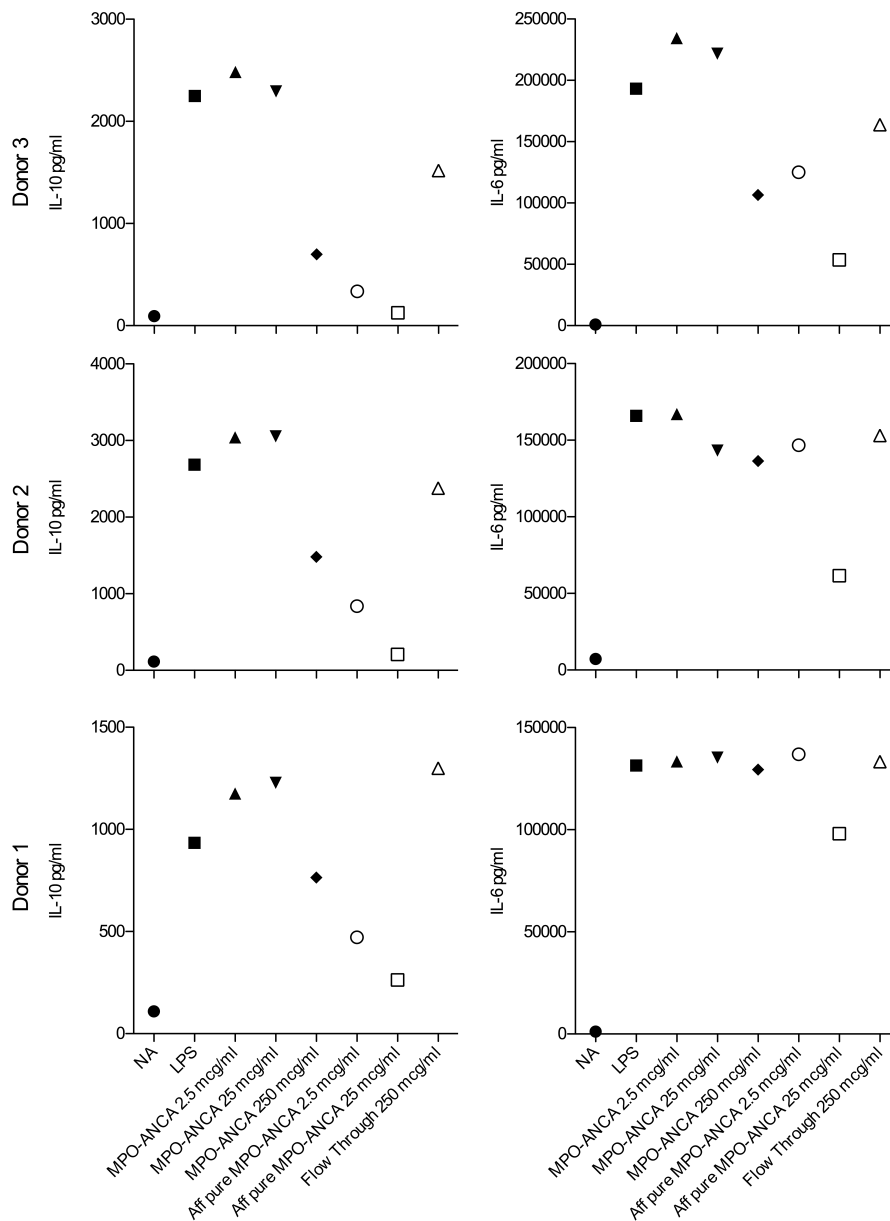 3000
2000
1000
0
Donor 3
IL-10 pg/ml
250000
200000
150000
100000
50000
0
IL-6 pg/ml
4000
3000
2000
1000
0
Donor 2
IL-10 pg/ml
200000
150000
100000
50000
0
IL-6 pg/ml
1500
1000
500
0
Donor 1
IL-10 pg/ml
NA
LPS
MPO-ANCA 2.5 mcg/ml
MPO-ANCA 25 mcg/ml
MPO-ANCA 250 mcg/ml
Aff pure MPO-ANCA 2.5 mcg/ml
Aff pure MPO-ANCA 25 mcg/ml
Flow Through 250 mcg/ml
150000
100000
50000
0
IL-6 pg/ml
NA
LPS
MPO-ANCA 2.5 mcg/ml
MPO-ANCA 25 mcg/ml
MPO-ANCA 250 mcg/ml
Aff pure MPO-ANCA 2.5 mcg/ml
Aff pure MPO-ANCA 25 mcg/ml
Flow Through 250 mcg/ml